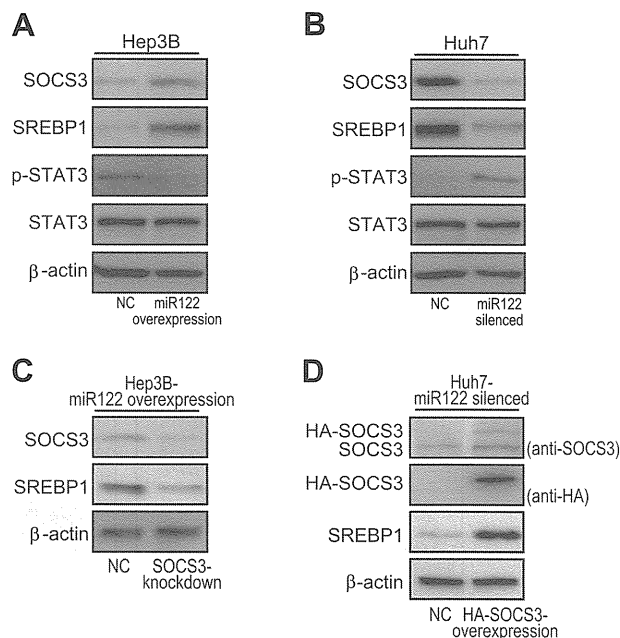 A
Hep3B
SOCS3
SREBP1
p-STAT3
STAT3
β-actin
NC
miR122
overexpression
B
Huh7
SOCS3
SREBP1
p-STAT3
STAT3
β-actin
NC
miR122
silenced
C
Hep3B-
miR122 overexpression
SOCS3
SREBP1
β-actin
NC
SOCS3-
knockdown
D
Huh7-
miR122 silenced
HA-SOCS3
SOCS3
(anti-SOCS3)
HA-SOCS3
(anti-HA)
SREBP1
β-actin
NC
HA-SOCS3-
overexpression